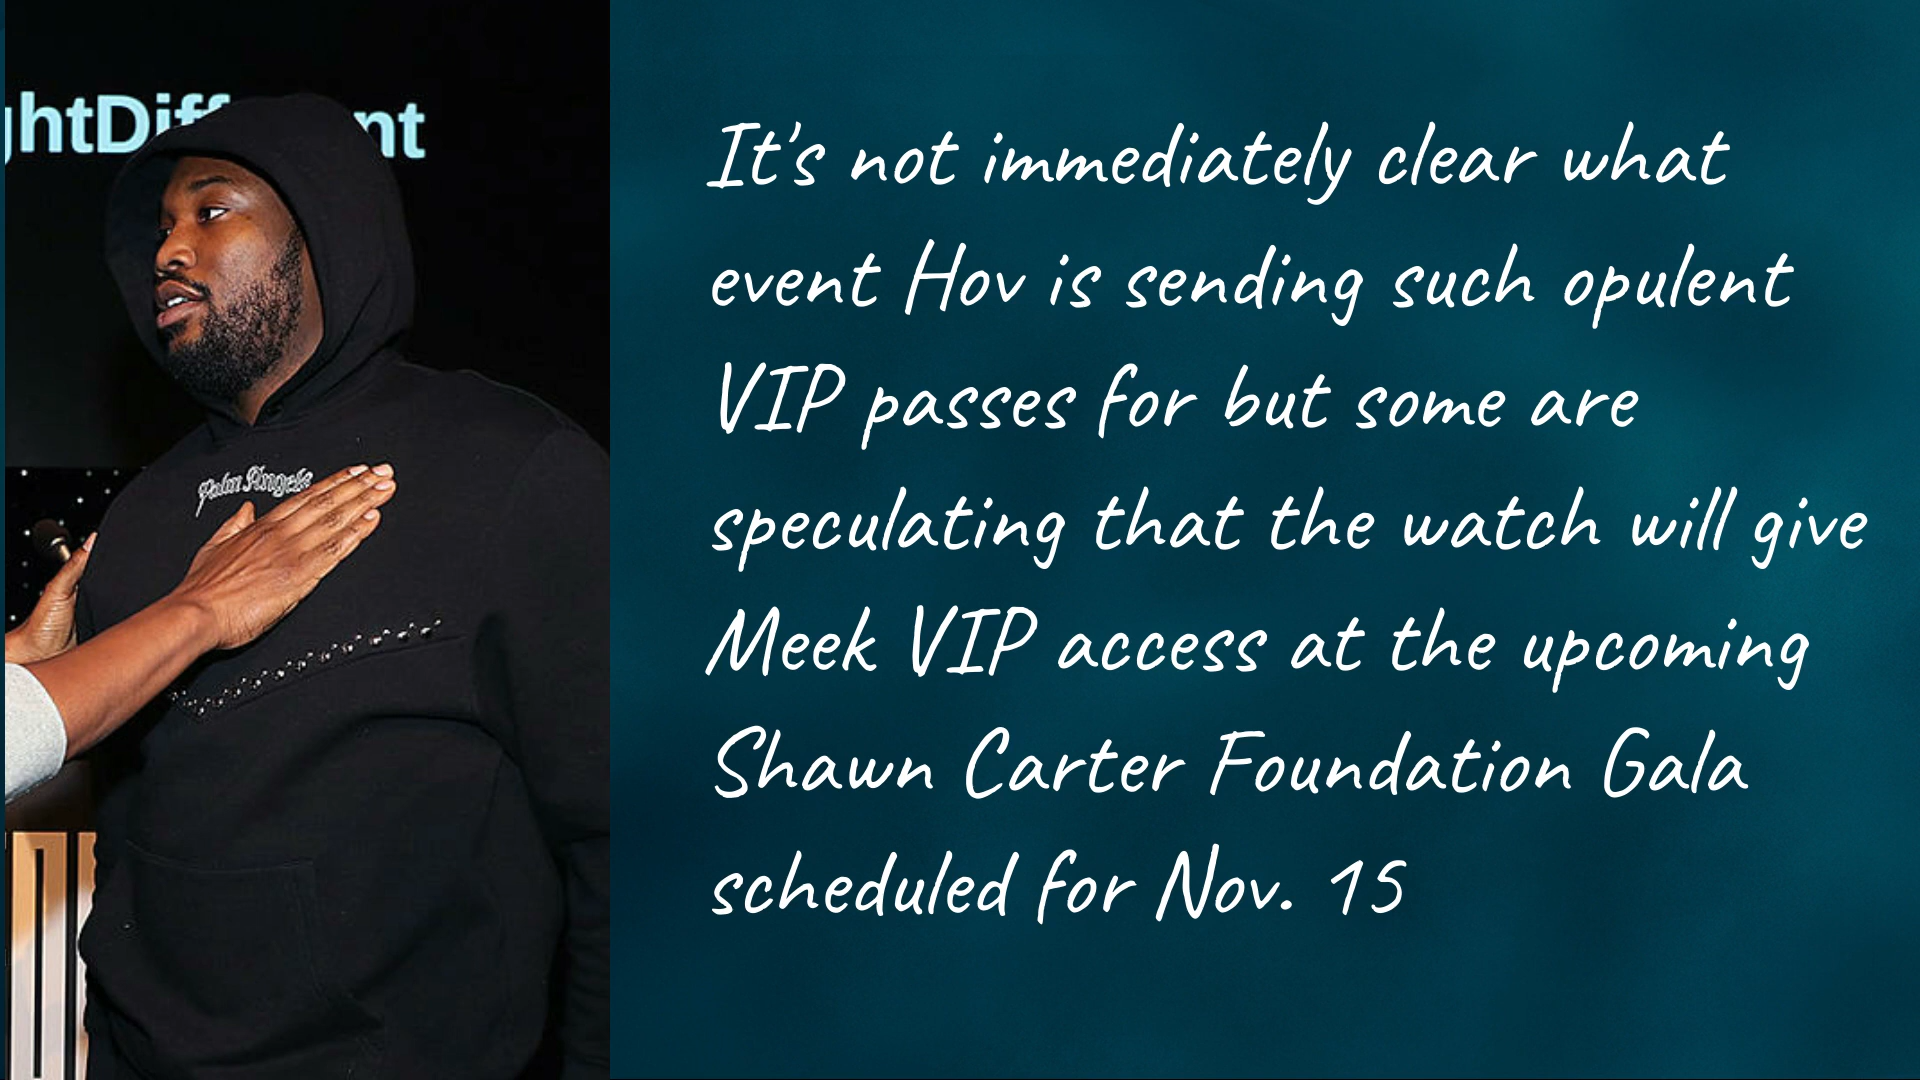 ghtDiff nt
Palm Angels
It's not immediately clear what
event Hov is sending such opulent
VIP passes for but some are
speculating that the watch will give
Meek VIP access at the upcoming
Shawn Carter Foundation Gala
scheduled for Nov. 15